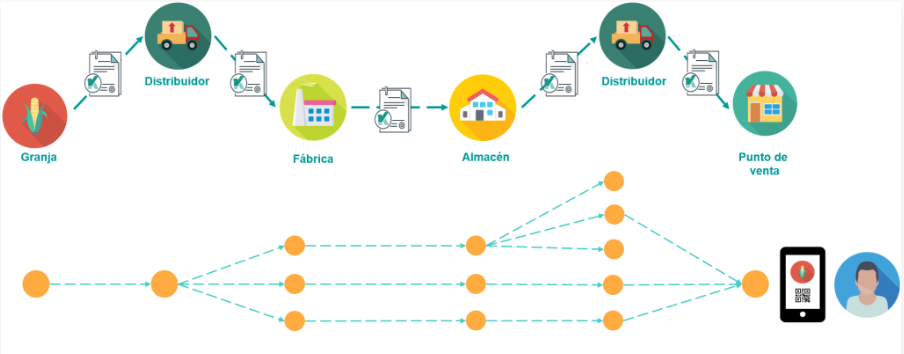 Distribuidor
Distribuidor
Granja
Fábrica
Almacén
Punto de
venta